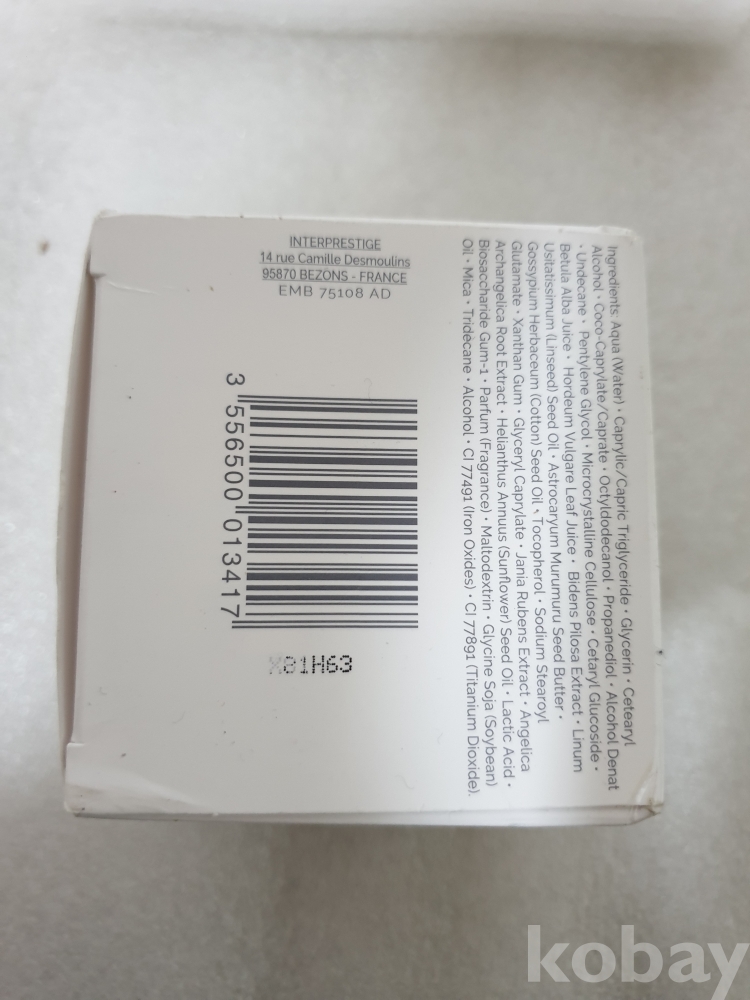 INTERPRESTIGE
14 rue Camille Desmoulins
95870 BEZONS - FRANCE
EMB 75108 AD
Ingredients: Aqua (Water) • Caprylic/Capric Triglyceride • Glycerin • Cetearyl
Alcohol • Coco-Caprylate/Caprate • Octyldodecanol • Propanediol • Alcohol Denat
• Undecane • Pentylene Glycol • Microcrystalline Cellulose • Cetaryl Glucoside •
Betula Alba Juice • Hordeum Vulgare Leaf Juice • Bidens Pilosa Extract • Linum
Usitatissimum (Linseed) Seed Oil • Astrocaryum Murumuru Seed Butter •
Gossypium Herbaceum (Cotton) Seed Oil • Tocopherol • Sodium Stearoyl
Glutamate • Xanthan Gum • Glyceryl Caprylate • Jania Rubens Extract • Angelica
Archangelica Root Extract • Helianthus Annuus (Sunflower) Seed Oil • Lactic Acid •
Biosaccharide Gum-1 • Parfum (Fragrance) • Maltodextrin • Glycine Soja (Soybean)
Oil • Mica • Tridecane • Alcohol • CI 77491 (Iron Oxides) • CI 77891 (Titanium Dioxide).
3 556500 013417
X81H63
kobay